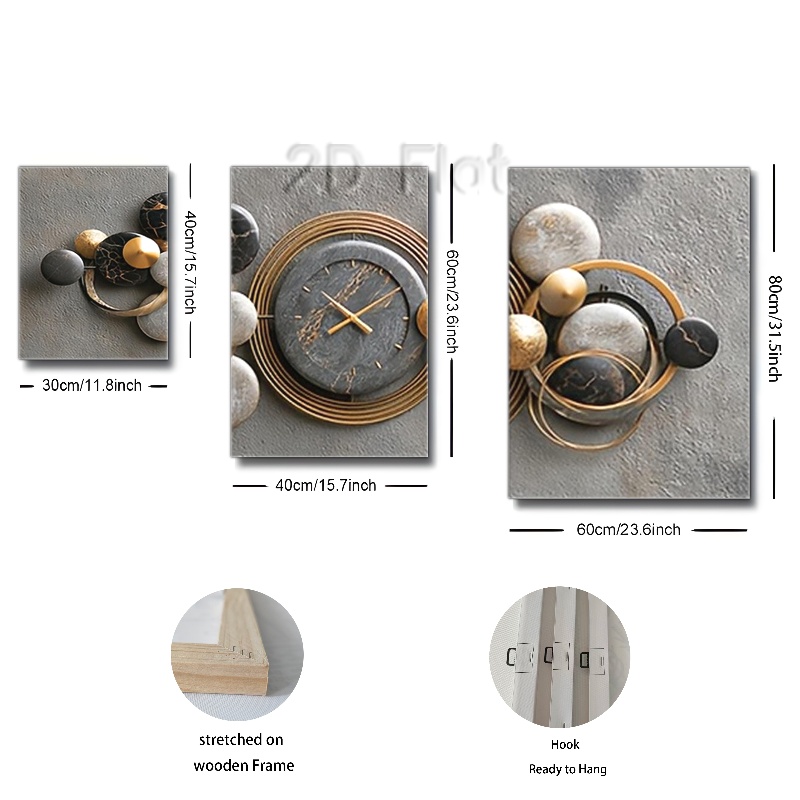 2D Flat
40cm/15.7inch
30cm/11.8inch
60cm/23.6inch
40cm/15.7inch
80cm/31.5inch
60cm/23.6inch
stretched on
wooden Frame
Hook
Ready to Hang